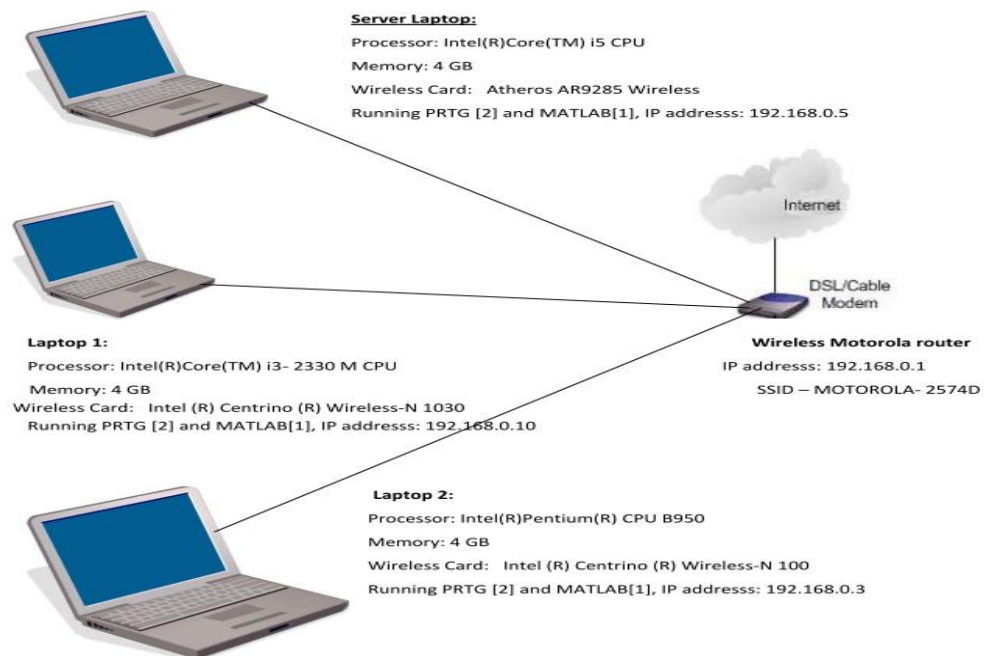 Server Laptop:
Processor: Intel(R)Core(TM) i5 CPU
Memory: 4 GB
Wireless Card: Atheros AR9285 Wireless
Running PRTG [2] and MATLAB[1], IP addresss: 192.168.0.5
Internet
DSL/Cable
Modem
Wireless Motorola router
IP addresss: 192.168.0.1
SSID – MOTOROLA- 2574D
Laptop 1:
Processor: Intel(R)Core(TM) i3- 2330 M CPU
Memory: 4 GB
Wireless Card: Intel (R) Centrino (R) Wireless-N 1030
Running PRTG [2] and MATLAB[1], IP addresss: 192.168.0.10
Laptop 2:
Processor: Intel(R)Pentium(R) CPU B950
Memory: 4 GB
Wireless Card: Intel (R) Centrino (R) Wireless-N 100
Running PRTG [2] and MATLAB[1], IP addresss: 192.168.0.3